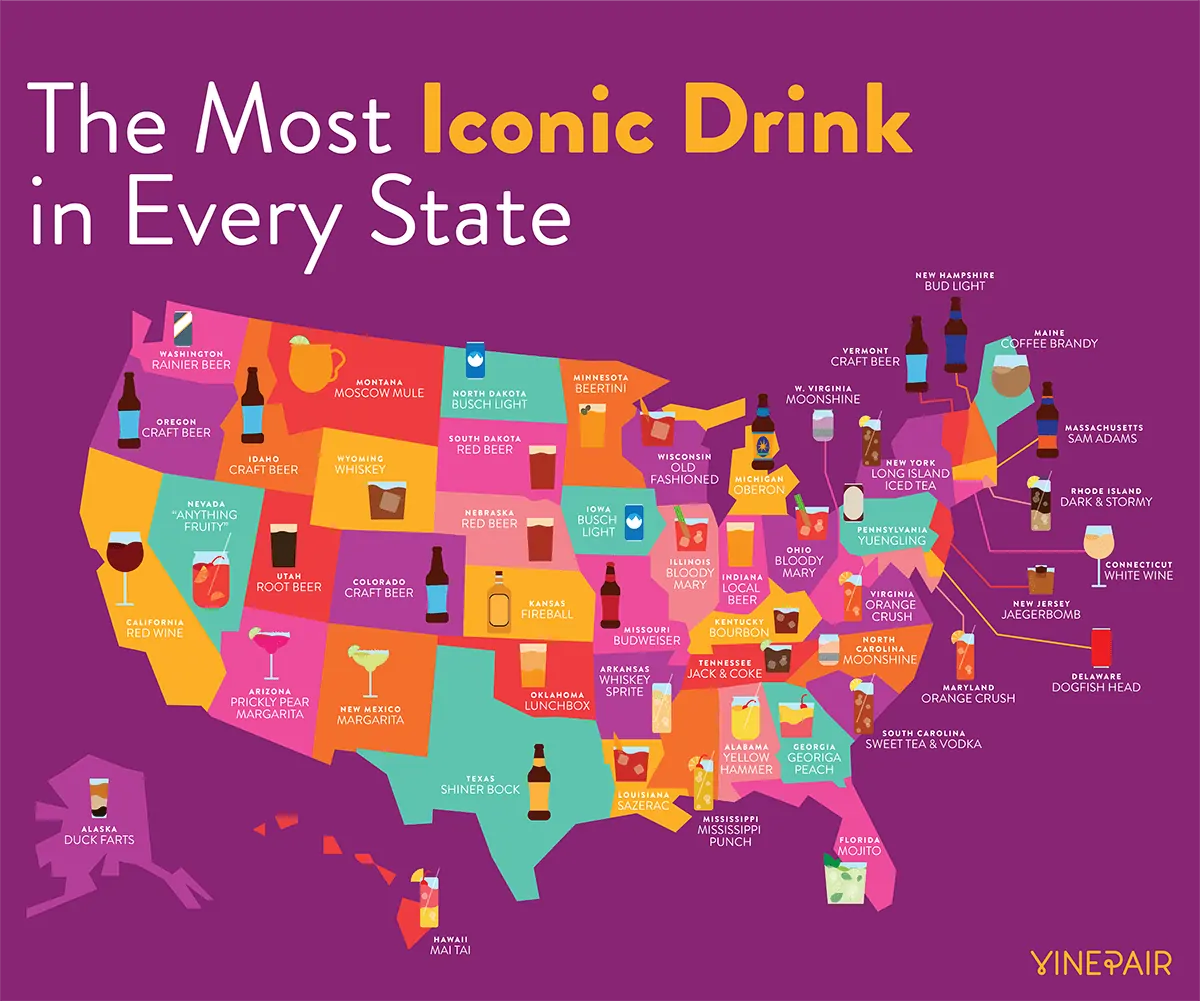 The Most Iconic Drink
in Every State
NEW HAMPSHIRE
BUD LIGHT
MAINE
COFFEE BRANDY
VERMONT
CRAFT BEER
WASHINGTON
RAINIER BEER
MONTANA
MOSCOW MULE
NORTH DAKOTA
BUSCH LIGHT
MINNESOTA
BEERTINI
W. VIRGINIA
MOONSHINE
OREGON
CRAFT BEER
IDAHO
CRAFT BEER
WYOMING
WHISKEY
SOUTH DAKOTA
RED BEER
WISCONSIN
OLD
FASHIONED
MICHIGAN
OBERON
NEW YORK
LONG ISLAND
ICED TEA
MASSACHUSETTS
SAM ADAMS
RHODE ISLAND
DARK & STORMY
NEVADA
"ANYTHING
FRUITY"
NEBRASKA
RED BEER
IOWA
BUSCH
LIGHT
PENNSYLVANIA
YUENGLING
CONNECTICUT
WHITE WINE
UTAH
ROOT BEER
COLORADO
CRAFT BEER
ILLINOIS
BLOODY
MARY
INDIANA
LOCAL
BEER
OHIO
BLOODY
MARY
VIRGINIA
ORANGE
CRUSH
NEW JERSEY
JAEGERBOMB
CALIFORNIA
RED WINE
KANSAS
FIREBALL
MISSOURI
BUDWEISER
KENTUCKY
BOURBON
NORTH
CAROLINA
MOONSHINE
TENNESSEE
JACK & COKE
DELAWARE
DOGFISH HEAD
MARYLAND
ORANGE CRUSH
ARIZONA
PRICKLY PEAR
MARGARITA
NEW MEXICO
MARGARITA
OKLAHOMA
LUNCHBOX
ARKANSAS
WHISKEY
SPRITE
SOUTH CAROLINA
SWEET TEA & VODKA
ALABAMA
YELLOW
HAMMER
GEORGIA
GEORIGA
PEACH
TEXAS
SHINER BOCK
LOUISIANA
SAZERAC
MISSISSIPPI
MISSISSIPPI
PUNCH
ALASKA
DUCK FARTS
FLORIDA
MOJITO
HAWAII
MAI TAI
VINEPAIR